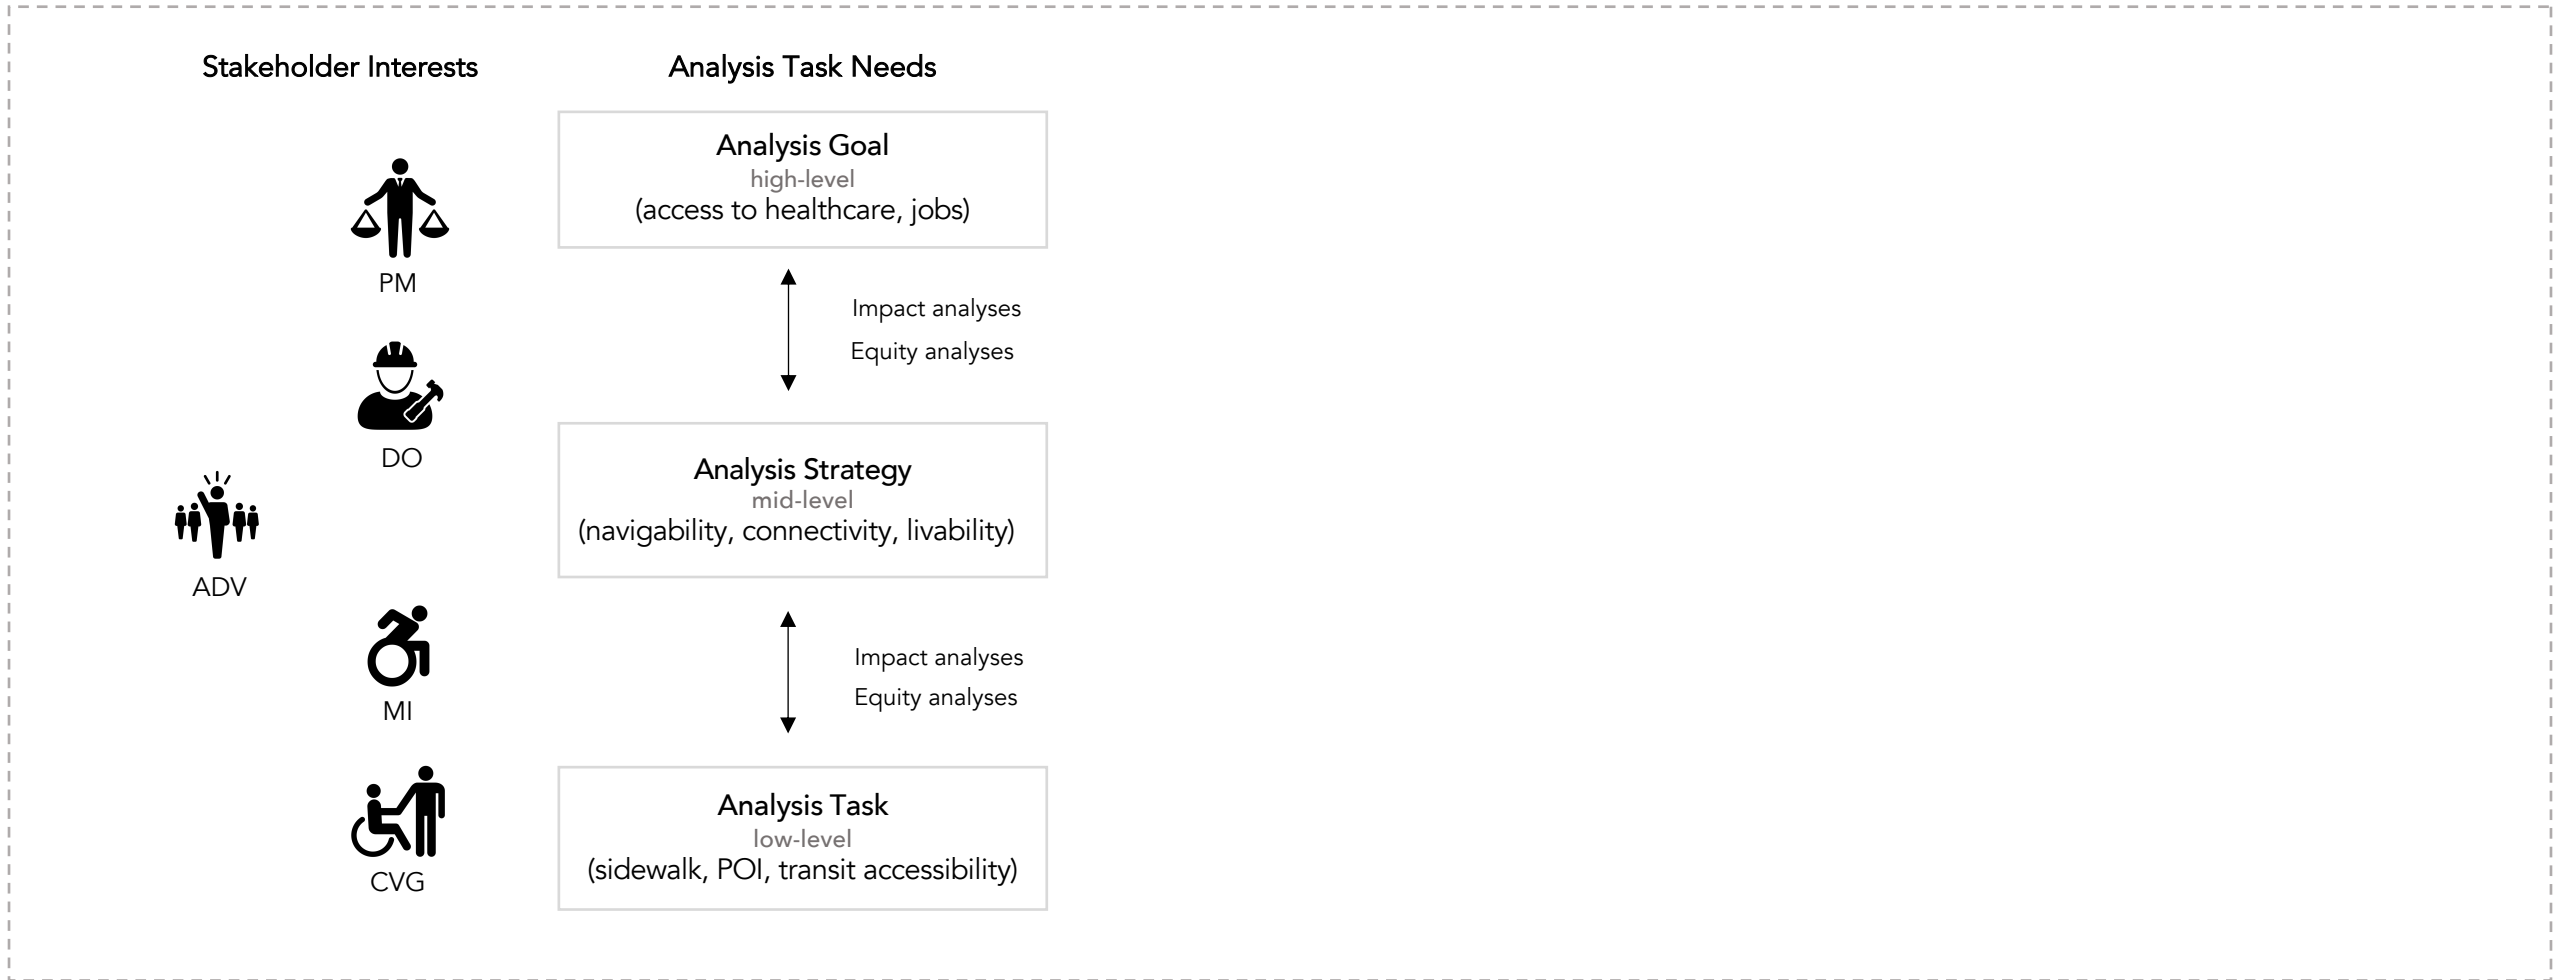 Stakeholder Interests
Analysis Task Needs
PM
DO
ADV
MI
CVG
Analysis Goal
high-level
(access to healthcare, jobs)
Impact analyses
Equity analyses
Analysis Strategy
mid-level
(navigability, connectivity, livability)
Impact analyses
Equity analyses
Analysis Task
low-level
(sidewalk, POI, transit accessibility)